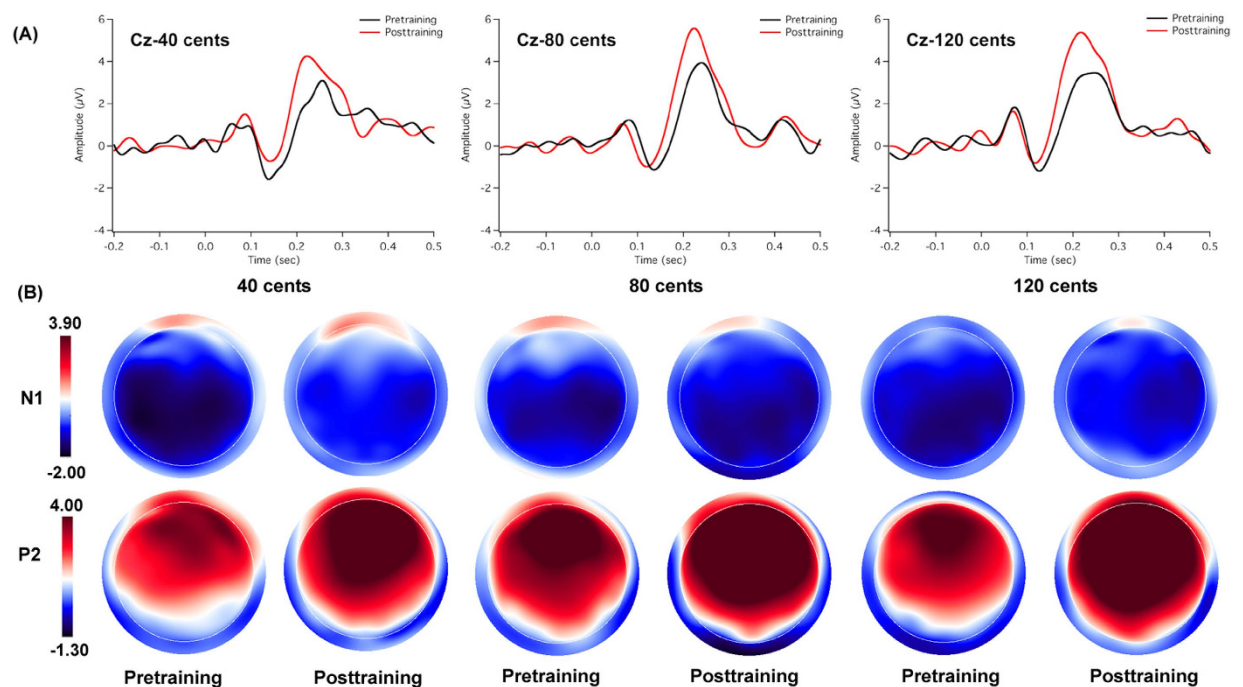 (A)
Cz-40 cents
Pretraining
Posttraining
6
4
2
0
-2
-4
Amplitude (μV)
-0.2 -0.1 0.0 0.1 0.2 0.3 0.4 0.5
Time (sec)
Cz-80 cents
Pretraining
Posttraining
6
4
2
0
-2
-4
Amplitude (μV)
-0.2 -0.1 0.0 0.1 0.2 0.3 0.4 0.5
Time (sec)
Cz-120 cents
Pretraining
Posttraining
6
4
2
0
-2
-4
Amplitude (μV)
-0.2 -0.1 0.0 0.1 0.2 0.3 0.4 0.5
Time (sec)
(B)
40 cents 80 cents 120 cents
3.90
N1
-2.00
4.00
P2
-1.30
Pretraining Posttraining Pretraining Posttraining Pretraining Posttraining